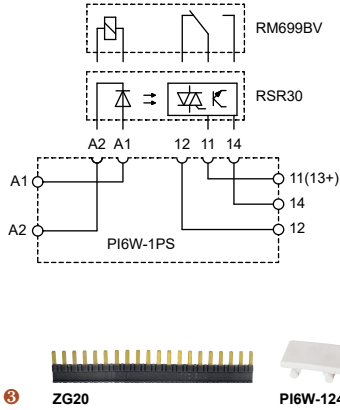 RM699BV
RSR30
A2 A1 12 11 14
A1
11(13+)
14
A2
12
PI6W-1PS
3 ZG20 PI6W-124